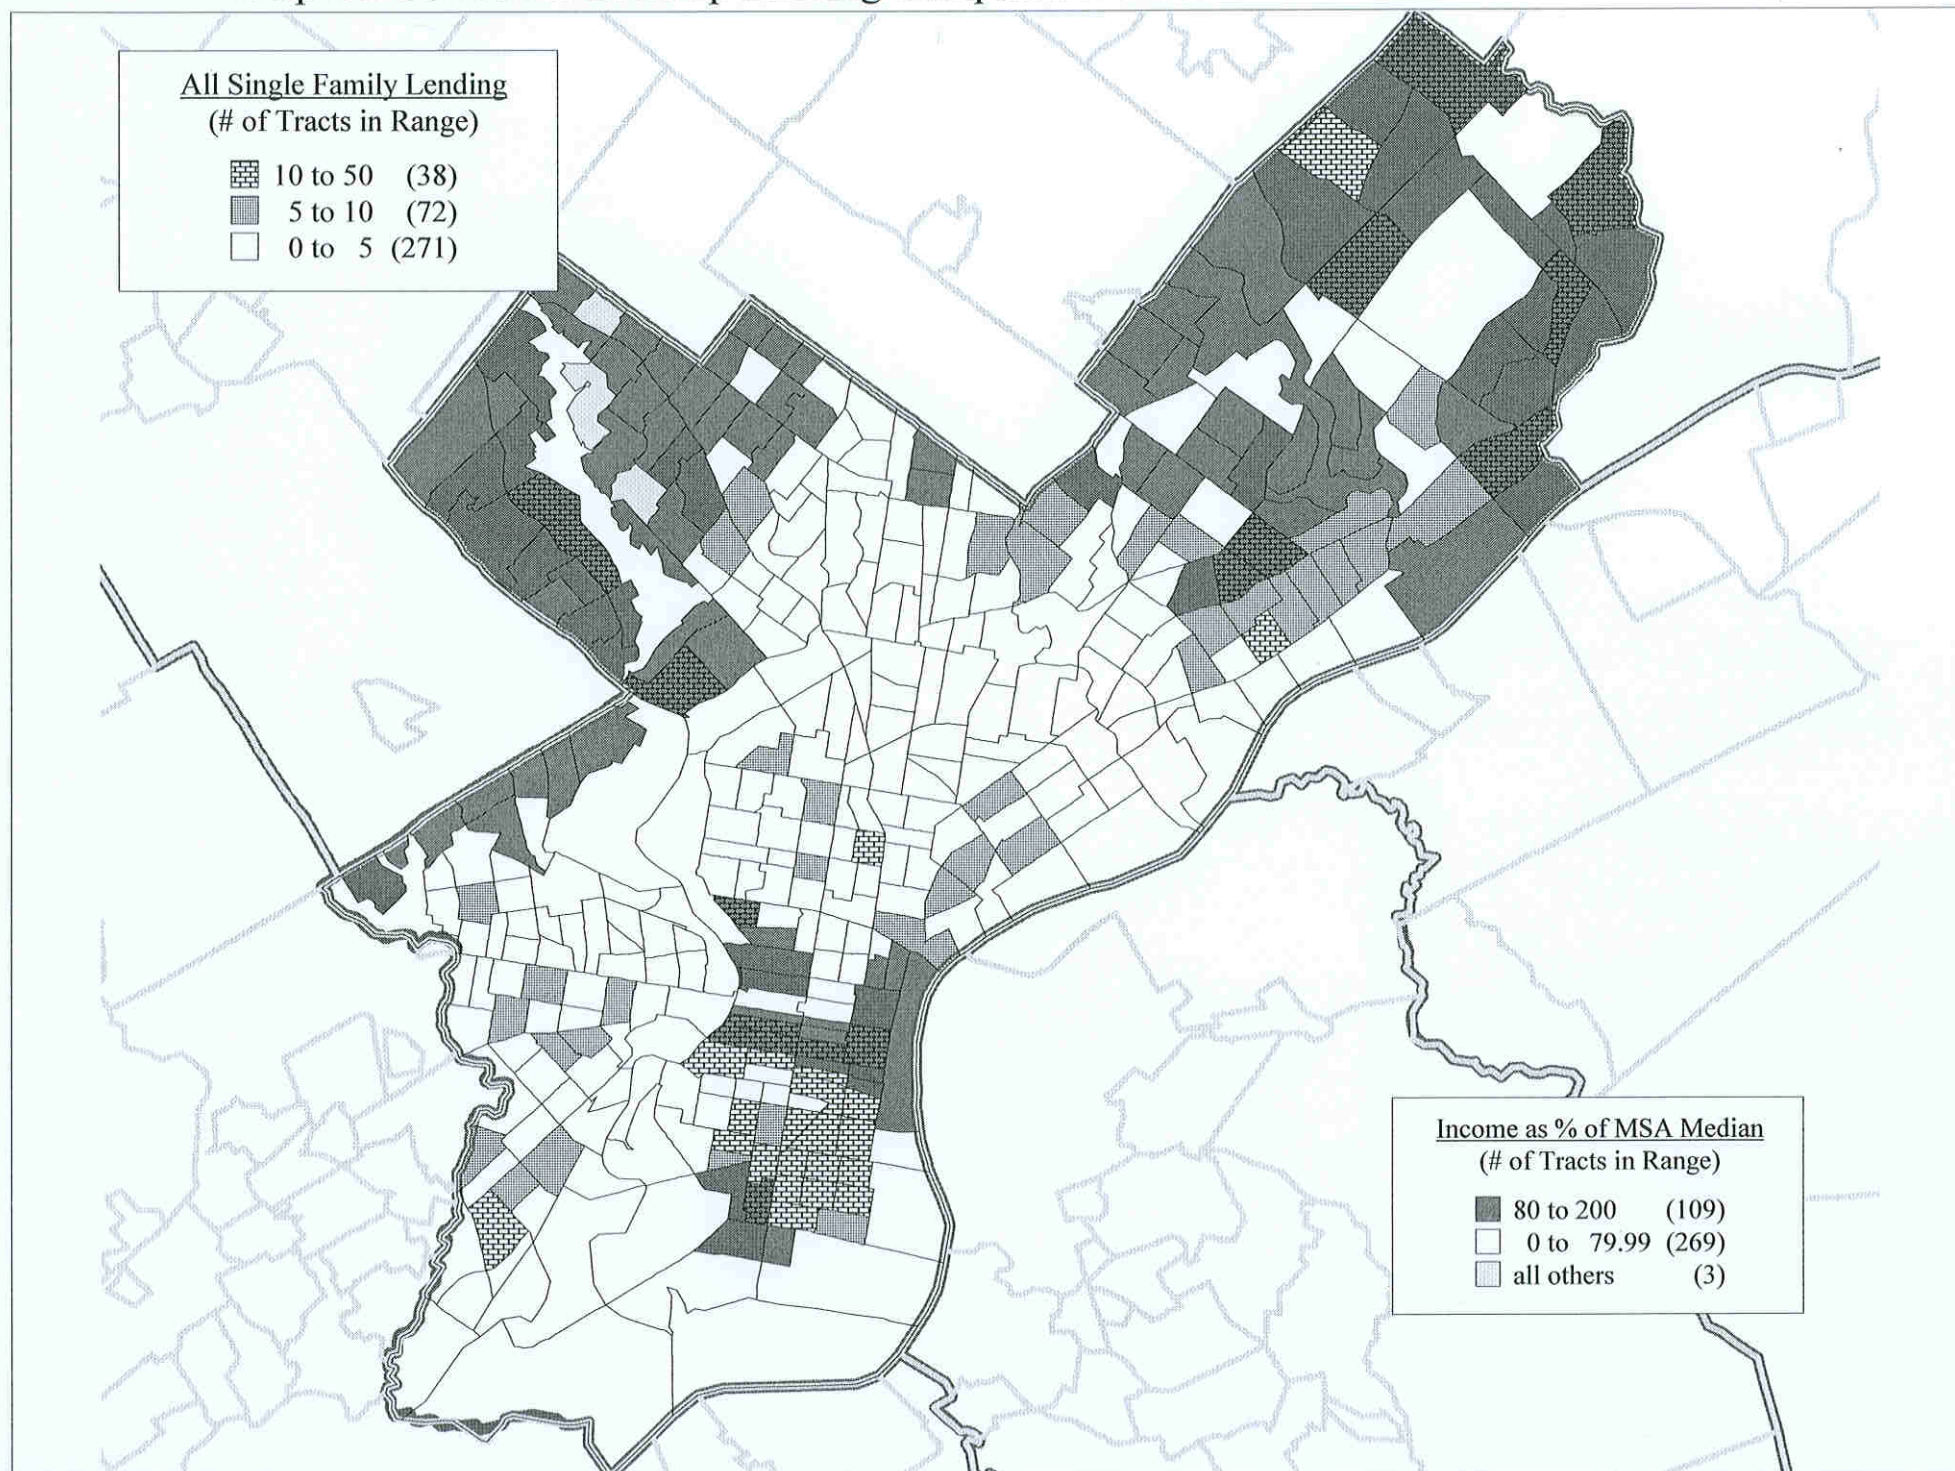 All Single Family Lending
(# of Tracts in Range)
10 to 50 (38)
5 to 10 (72)
0 to 5 (271)
Income as % of MSA Median
(# of Tracts in Range)
80 to 200 (109)
0 to 79.99 (269)
all others (3)